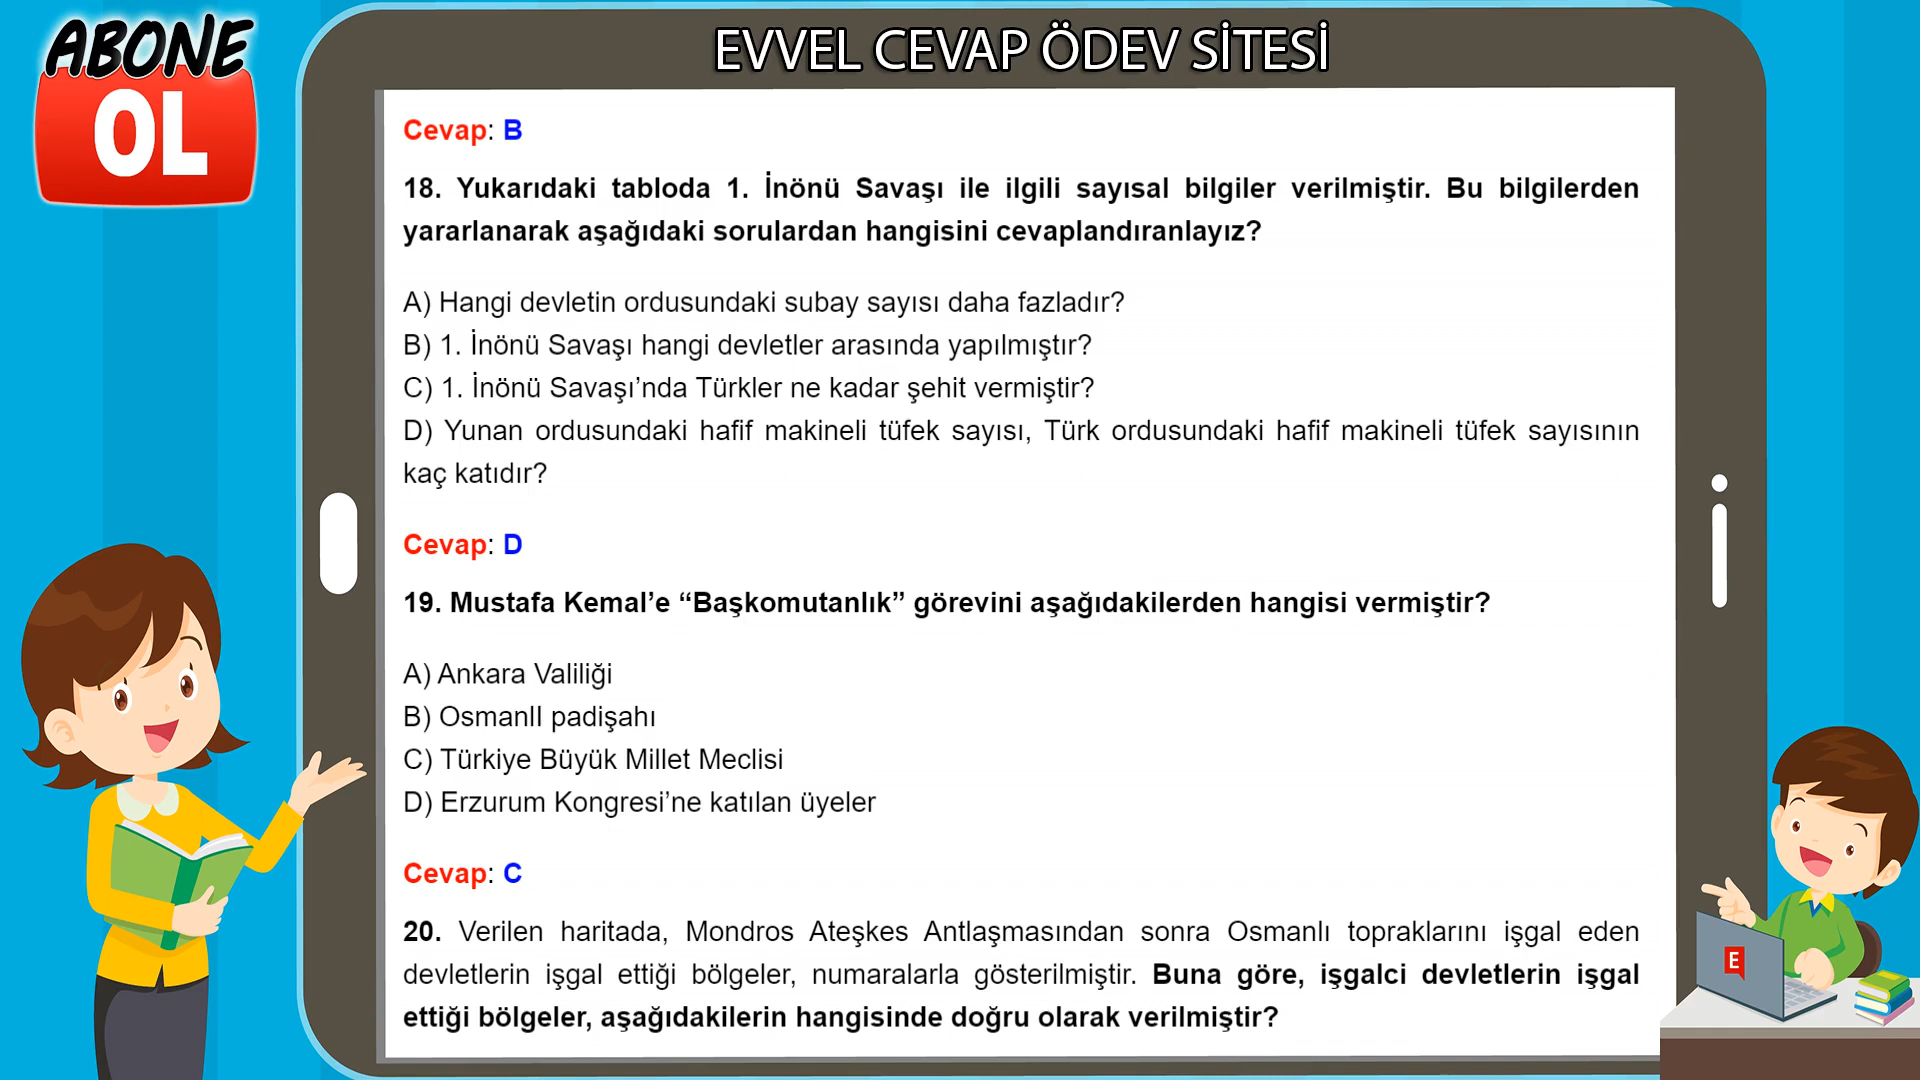 ABONE
OL
EVVEL CEVAP ÖDEV SİTESİ
Cevap: B
18. Yukarıdaki tabloda 1. İnönü Savaşı ile ilgili sayısal bilgiler verilmiştir. Bu bilgilerden
yararlanarak aşağıdaki sorulardan hangisini cevaplandıranlayız?
A) Hangi devletin ordusundaki subay sayısı daha fazladır?
B) 1. İnönü Savaşı hangi devletler arasında yapılmıştır?
C) 1. İnönü Savaşı’nda Türkler ne kadar şehit vermiştir?
D) Yunan ordusundaki hafif makineli tüfek sayısı, Türk ordusundaki hafif makineli tüfek sayısının
kaç katıdır?
Cevap: D
19. Mustafa Kemal’e “Başkomutanlık” görevini aşağıdakilerden hangisi vermiştir?
A) Ankara Valiliği
B) OsmanlI padişahı
C) Türkiye Büyük Millet Meclisi
D) Erzurum Kongresi’ne katılan üyeler
Cevap: C
20. Verilen haritada, Mondros Ateşkes Antlaşmasından sonra Osmanlı topraklarını işgal eden
devletlerin işgal ettiği bölgeler, numaralarla gösterilmiştir. Buna göre, işgalci devletlerin işgal
ettiği bölgeler, aşağıdakilerin hangisinde doğru olarak verilmiştir?
E